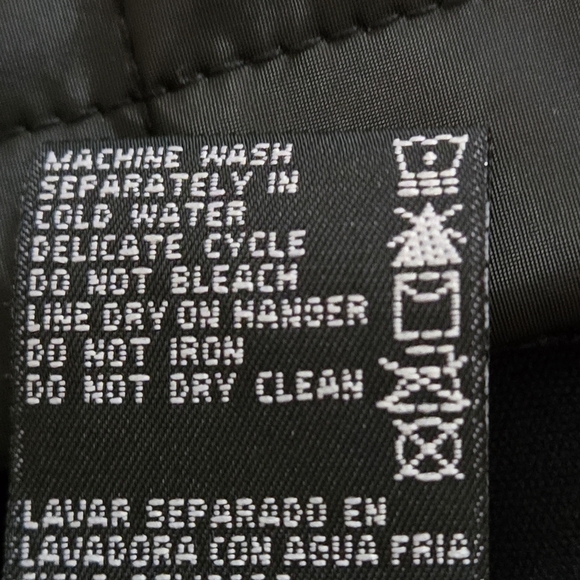 MACHINE WASH
SEPARATELY IN
COLD WATER
DELICATE CYCLE
DO NOT BLEACH
LINE DRY ON HANGER
DO NOT IRON
DO NOT DRY CLEAN
LAVAR SEPARADO EN
LAVADORA CON AGUA FRIA